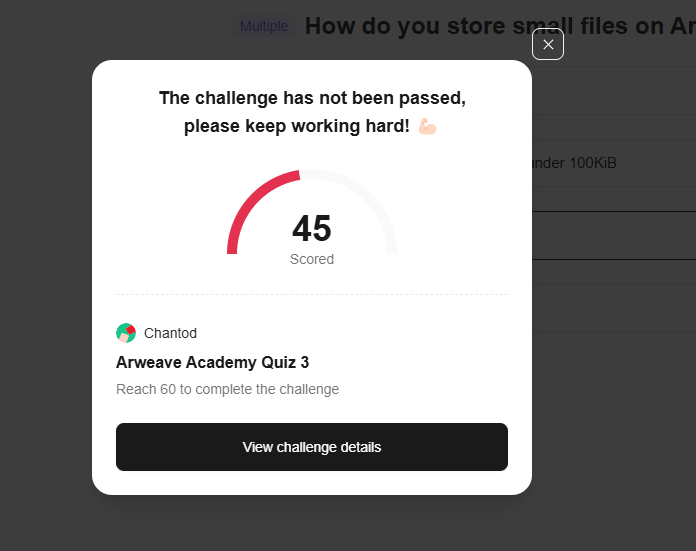 Multiple How do you store small files on Ar
The challenge has not been passed,
please keep working hard! 💪🏻
under 100KiB
45
Scored
Chantod
Arweave Academy Quiz 3
Reach 60 to complete the challenge
View challenge details